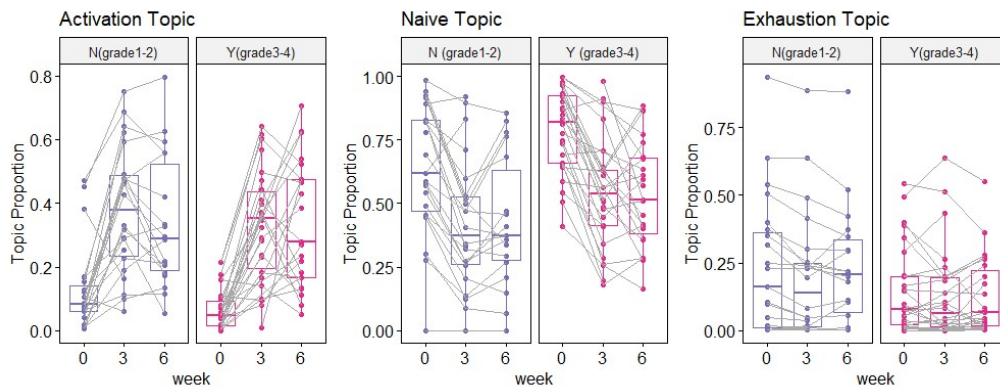 Activation Topic
Naive Topic
Exhaustion Topic
N(grade1-2)
Y(grade3-4)
N (grade1-2)
Y (grade3-4)
N(grade1-2)
Y(grade3-4)
Topic Proportion
0.8
0.6
0.4
0.2
0.0
0
3
6
0
3
6
week
Topic Proportion
1.00
0.75
0.50
0.25
0.00
0
3
6
0
3
6
week
Topic Proportion
0.75
0.50
0.25
0.00
0
3
6
0
3
6
week